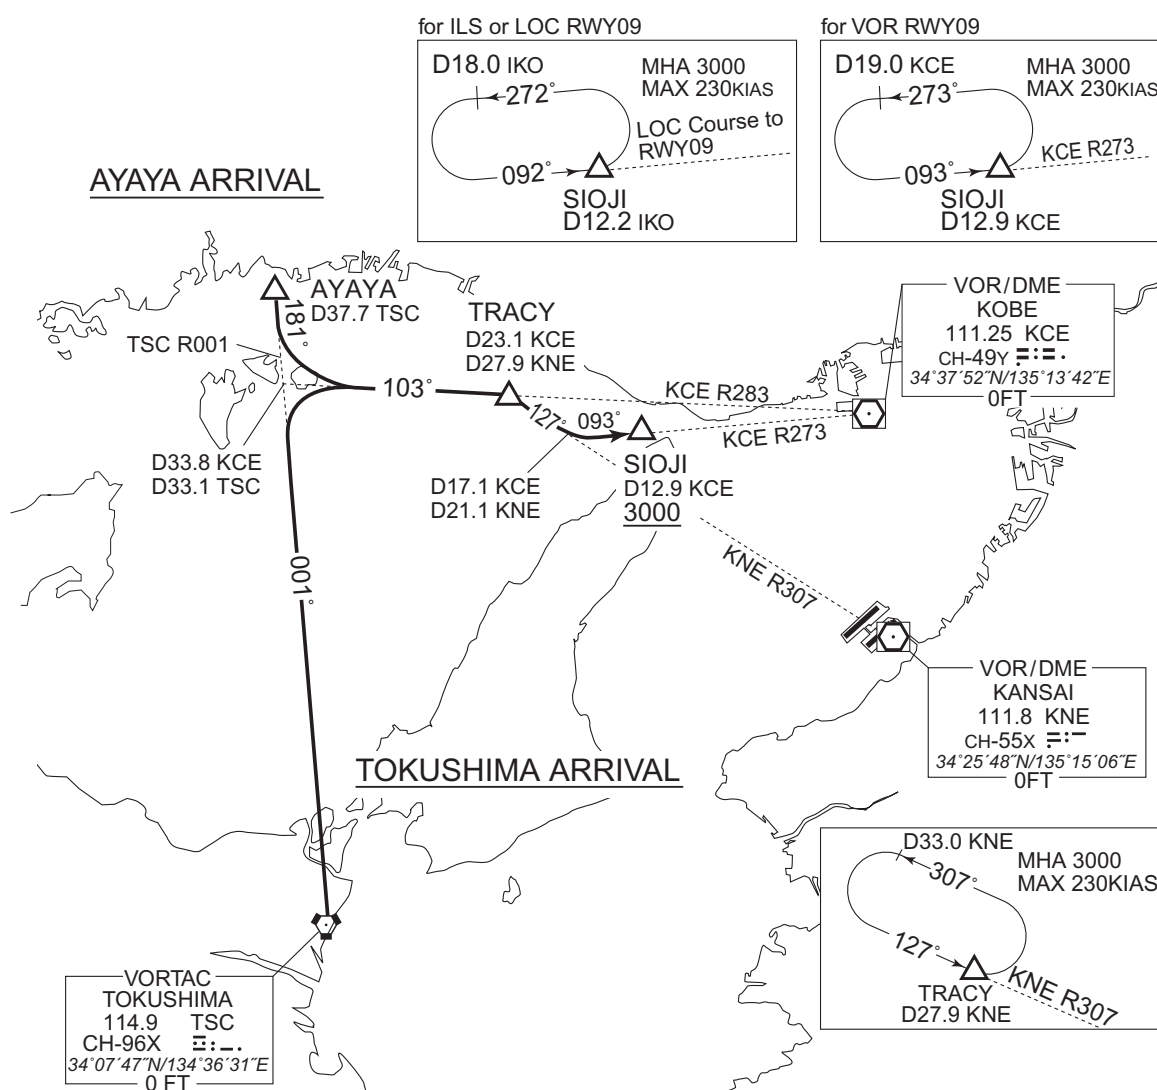 for ILS or LOC RWY09
D18.0 IKO
MHA 3000
MAX 230KIAS
272°
LOC Course to
RWY09
092°
SIOJI
D12.2 IKO
for VOR RWY09
D19.0 KCE
MHA 3000
MAX 230KIAS
273°
KCE R273
093°
SIOJI
D12.9 KCE
AYAYA ARRIVAL
AYAYA
D37.7 TSC
181°
TSC R001
TRACY
D23.1 KCE
D27.9 KNE
VOR/DME
KOBE
111.25 KCE
CH-49Y
34°37´52˝N/135°13´42˝E
0FT
103°
KCE R283
127°
093°
KCE R273
D33.8 KCE
D33.1 TSC
D17.1 KCE
D21.1 KNE
SIOJI
D12.9 KCE
3000
001°
KNE R307
VOR/DME
KANSAI
111.8 KNE
CH-55X
34°25´48˝N/135°15´06˝E
0FT
TOKUSHIMA ARRIVAL
D33.0 KNE
MHA 3000
MAX 230KIAS
307°
127°
TRACY
D27.9 KNE
KNE R307
VORTAC
TOKUSHIMA
114.9 TSC
CH-96X
34°07´47˝N/134°36´31˝E
0 FT